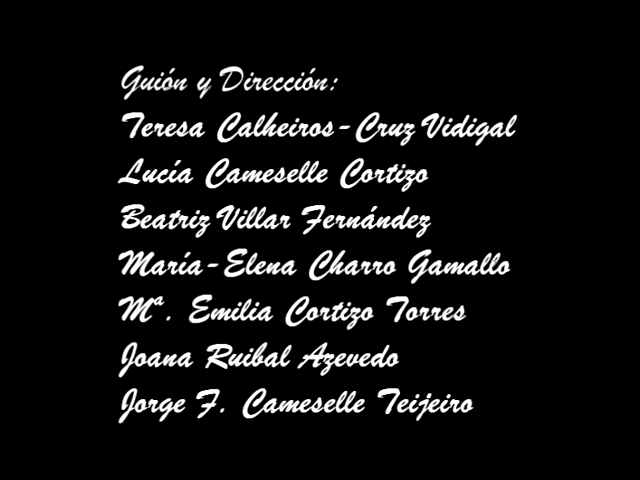 Guión y Dirección:
Teresa Calheiros-Cruz Vidigal
Lucía Cameselle Cortizo
Beatriz Villar Fernández
María-Elena Charro Gamallo
Mª. Emilia Cortizo Torres
Joana Ruibal Azevedo
Jorge F. Cameselle Teijeiro